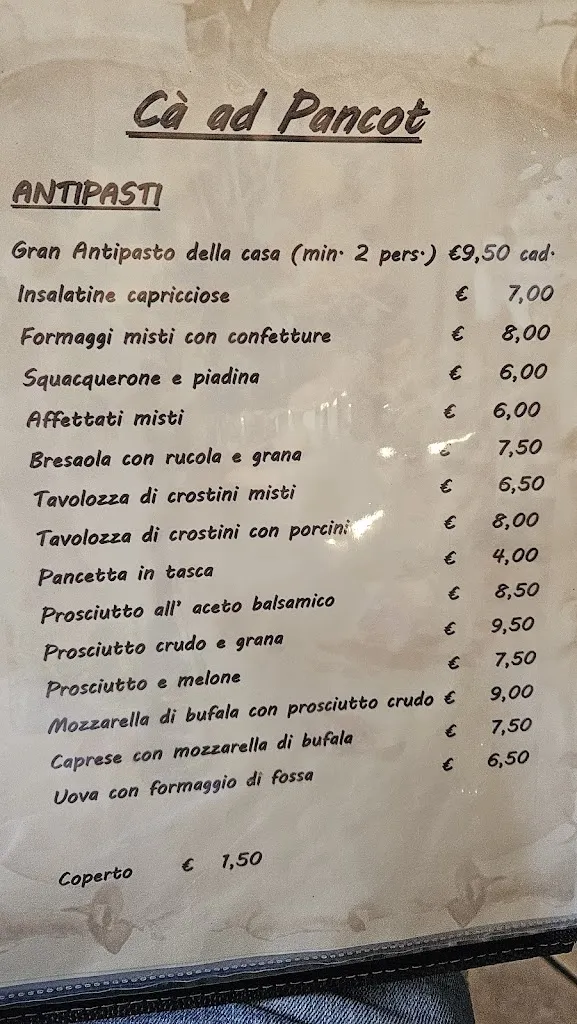 Cà ad Pancot
ANTIPASTI
Gran Antipasto della casa (min. 2 pers.) €9,50 cad.
Insalatine capricciose € 7,00
Formaggi misti con confetture € 8,00
Squacquerone e piadina € 6,00
Affettati misti € 6,00
Bresaola con rucola e grana € 7,50
Tavolozza di crostini misti € 6,50
Tavolozza di crostini con porcini € 8,00
Pancetta in tasca € 4,00
Prosciutto all' aceto balsamico € 8,50
Prosciutto crudo e grana € 9,50
Prosciutto e melone € 7,50
Mozzarella di bufala con prosciutto crudo € 9,00
Caprese con mozzarella di bufala € 7,50
Uova con formaggio di fossa € 6,50
Coperto € 1,50